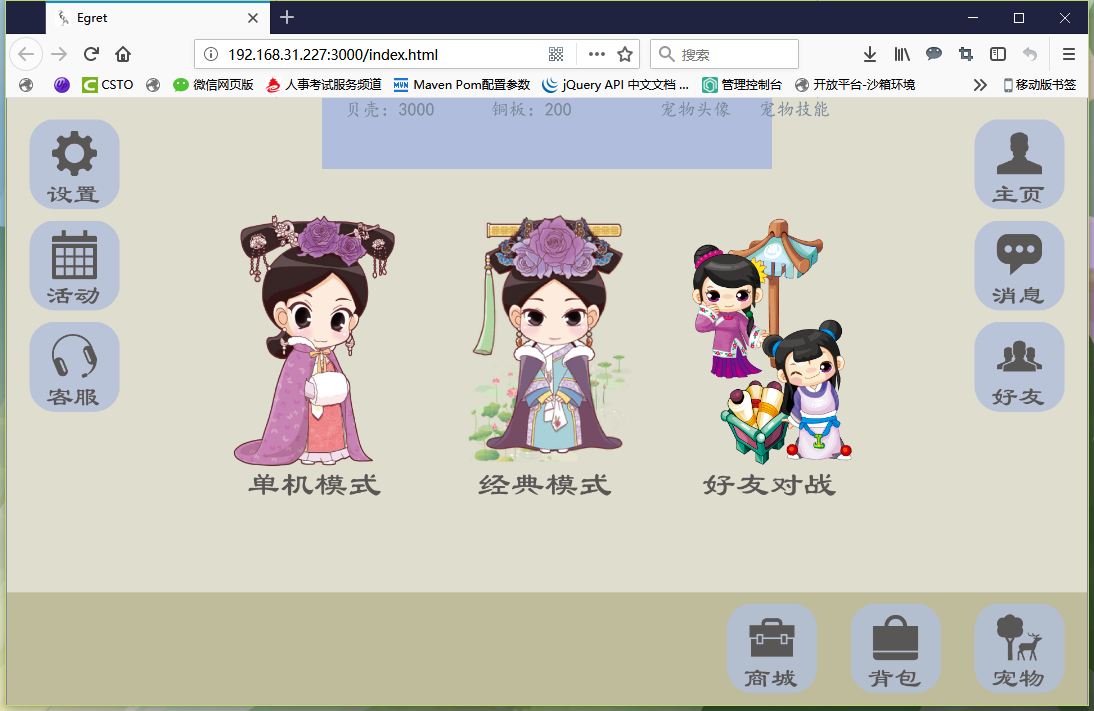 Egret
192.168.31.227:3000/index.html
搜索
CSTO
微信网页版
人事考试服务频道
MVN
Maven Pom配置参数
jQuery API 中文文档 ...
管理控制台
开放平台-沙箱环境
移动版书签
贝壳：3000
铜板：200
宠物头像
宠物技能
设置
主页
活动
消息
客服
好友
单机模式
经典模式
好友对战
商城
背包
宠物